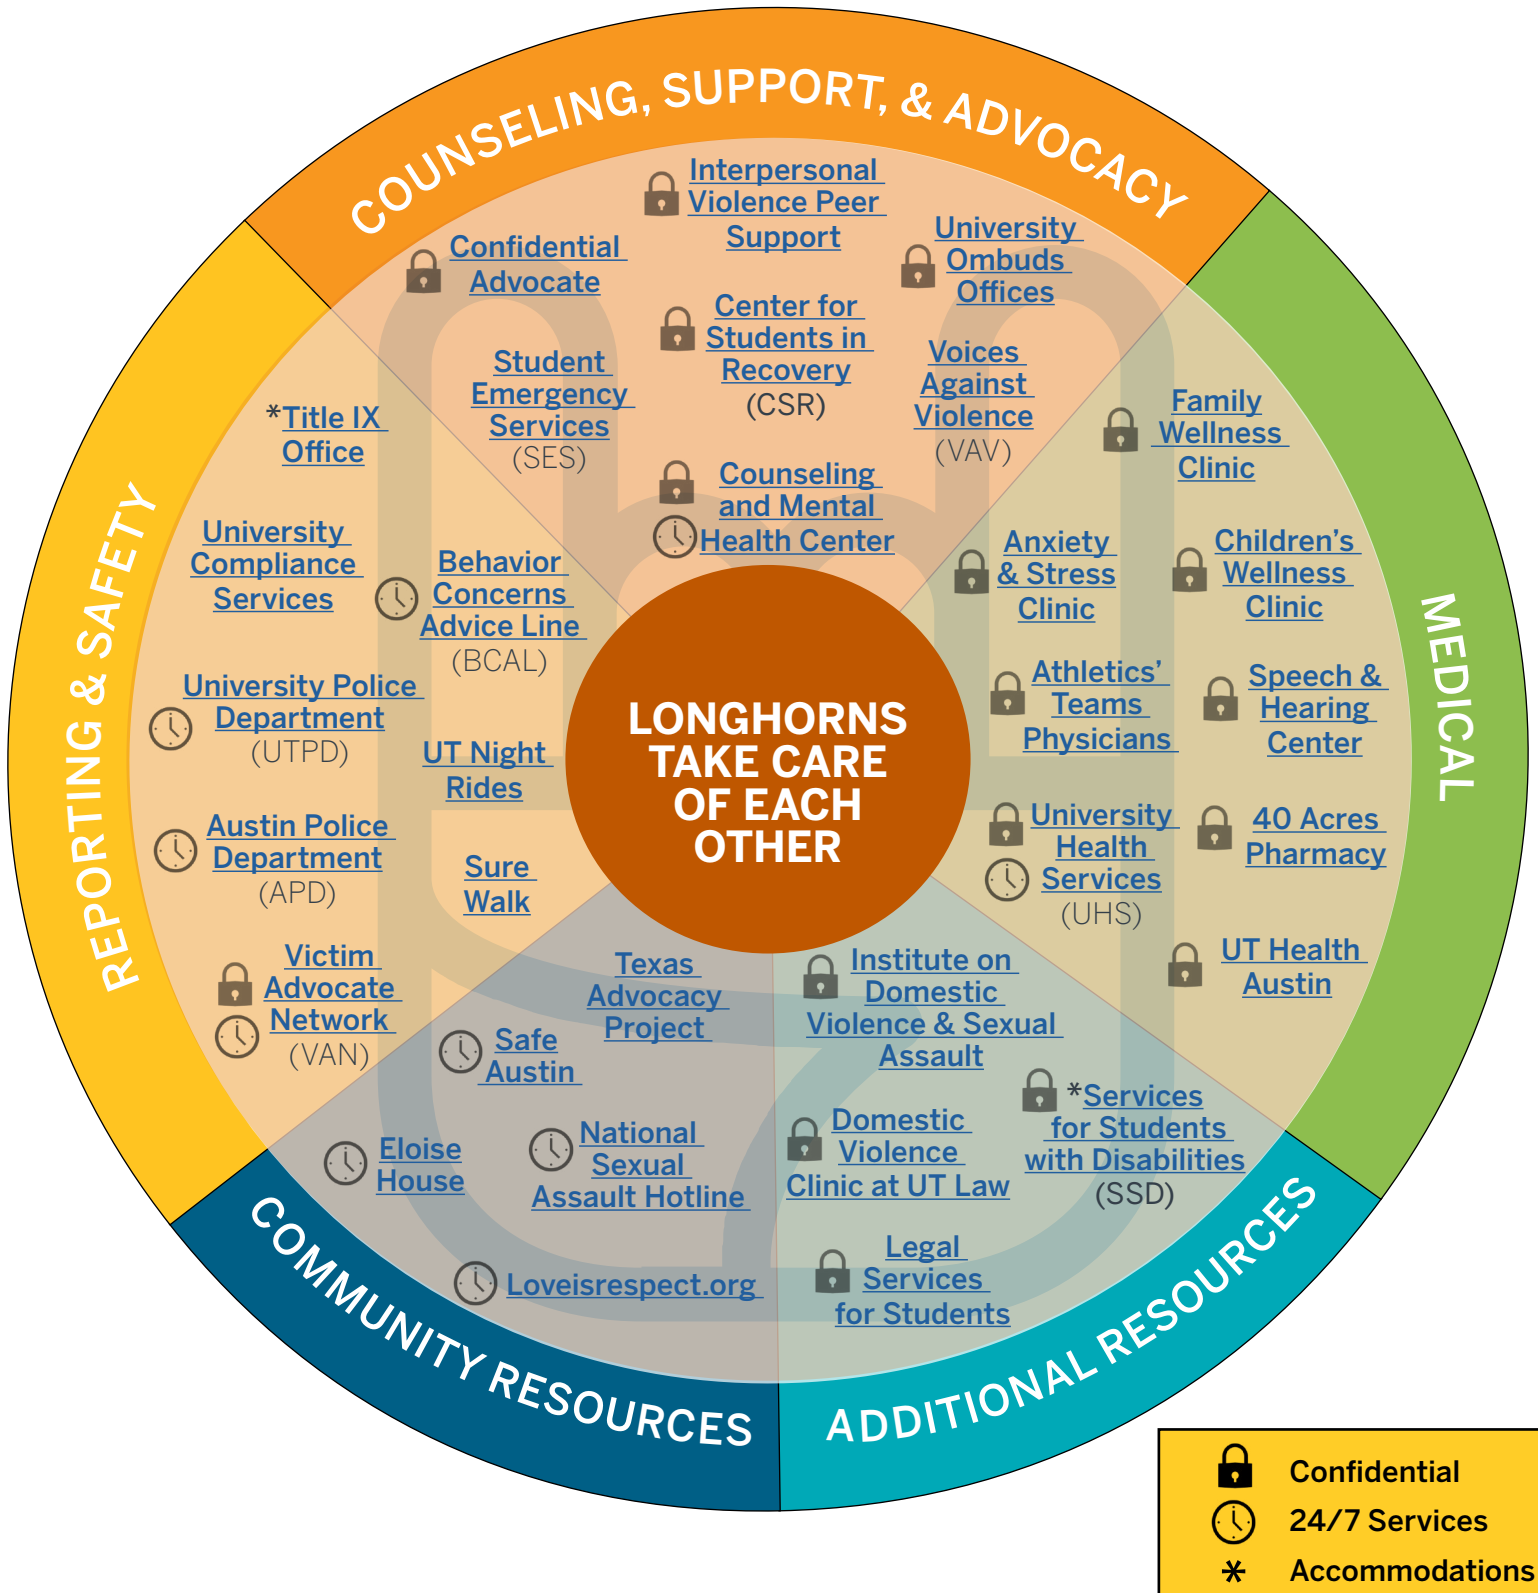 COUNSELING, SUPPORT, & ADVOCACY
Interpersonal
Violence Peer
Support
Confidential
Advocate
University
Ombuds
Offices
Center for
Students in
Recovery
(CSR)
Student
Emergency
Services
(SES)
Voices
Against
Violence
(VAV)
Counseling
and Mental
Health Center
MEDICAL
Family
Wellness
Clinic
Anxiety
& Stress
Clinic
Children's
Wellness
Clinic
Athletics'
Teams
Physicians
Speech &
Hearing
Center
University
Health
Services
(UHS)
40 Acres
Pharmacy
UT Health
Austin
ADDITIONAL RESOURCES
Institute on
Domestic
Violence & Sexual
Assault
*Services
for Students
with Disabilities
(SSD)
Domestic
Violence
Clinic at UT Law
Legal
Services
for Students
COMMUNITY RESOURCES
Texas
Advocacy
Project
Safe
Austin
National
Sexual
Assault Hotline
Eloise
House
Loveisrespect.org
REPORTING & SAFETY
*Title IX
Office
University
Compliance
Services
Behavior
Concerns
Advice Line
(BCAL)
University Police
Department
(UTPD)
UT Night
Rides
Austin Police
Department
(APD)
Sure
Walk
Victim
Advocate
Network
(VAN)
LONGHORNS
TAKE CARE
OF EACH
OTHER
Confidential
24/7 Services
* Accommodations